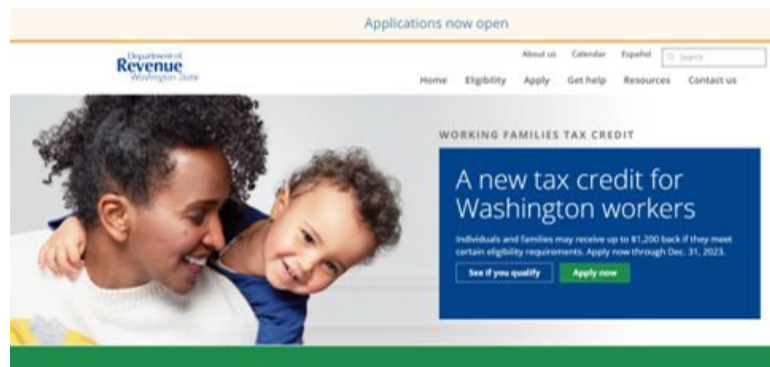 Applications now open
Department of
Revenue
Washington State
About us Calendar Español Search
Home Eligibility Apply Get help Resources Contact us
WORKING FAMILIES TAX CREDIT
A new tax credit for
Washington workers
Individuals and families may receive up to $1,200 back if they meet
certain eligibility requirements. Apply now through Dec. 31, 2023.
See if you qualify Apply now